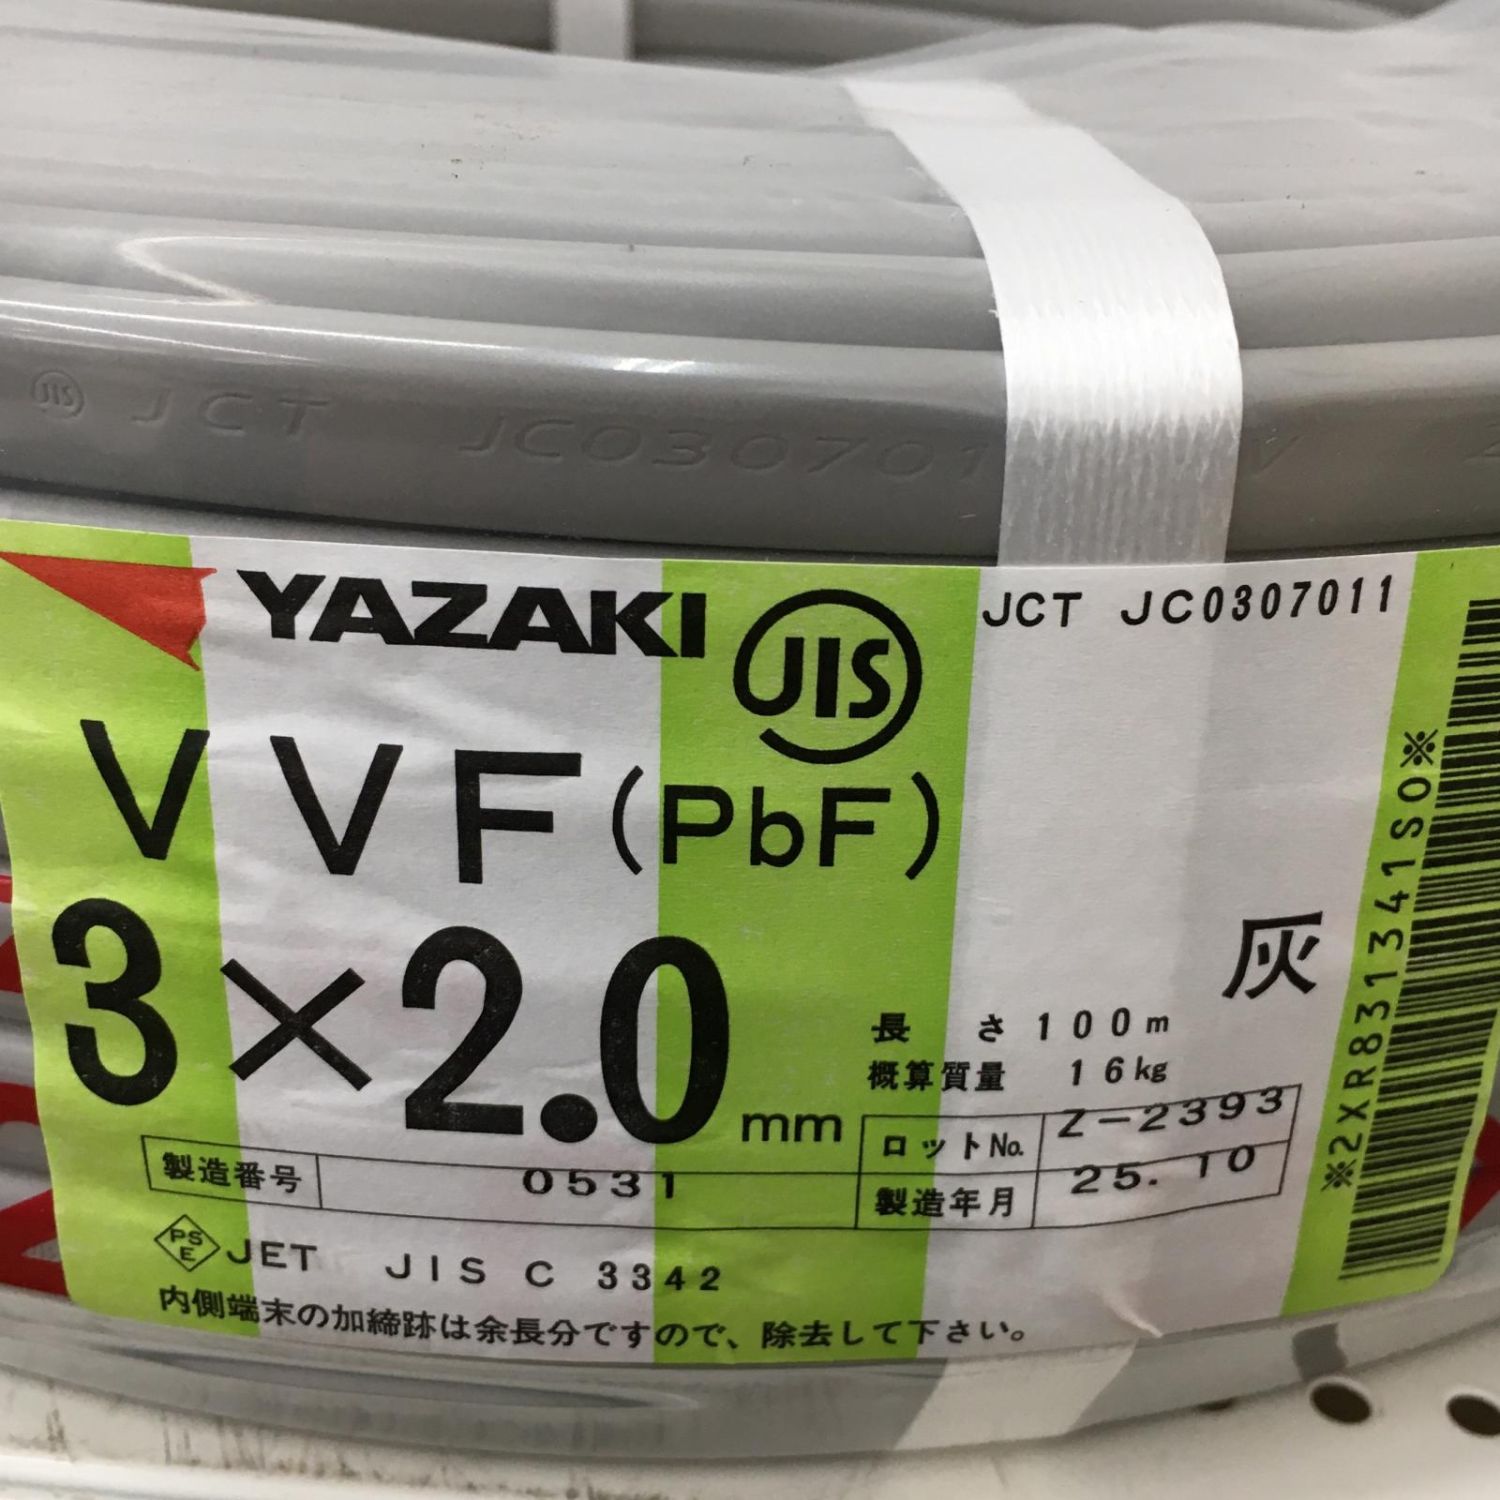 JIS JCT JC0307011 V
YAZAKI JIS JCT JC0307011
VVF(PbF)
3×2.0mm
灰
長 さ 100m
概算質量 16kg
ロットNo. Z-2393
製造番号 0531 製造年月 25.10
PSE JET JIS C 3342
内側端末の加締跡は余長分ですので、除去して下さい。
※2XR831341S0※